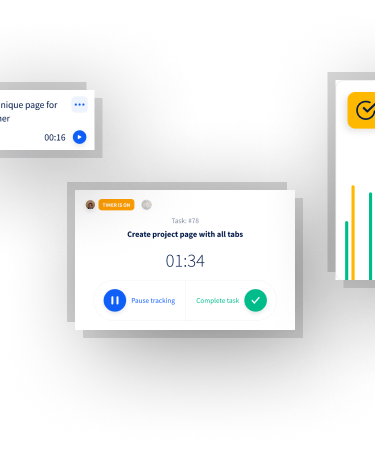 nique page for
ner
00:16
TIMER IS ON
Task: #78
Create project page with all tabs
01:34
Pause tracking
Complete task